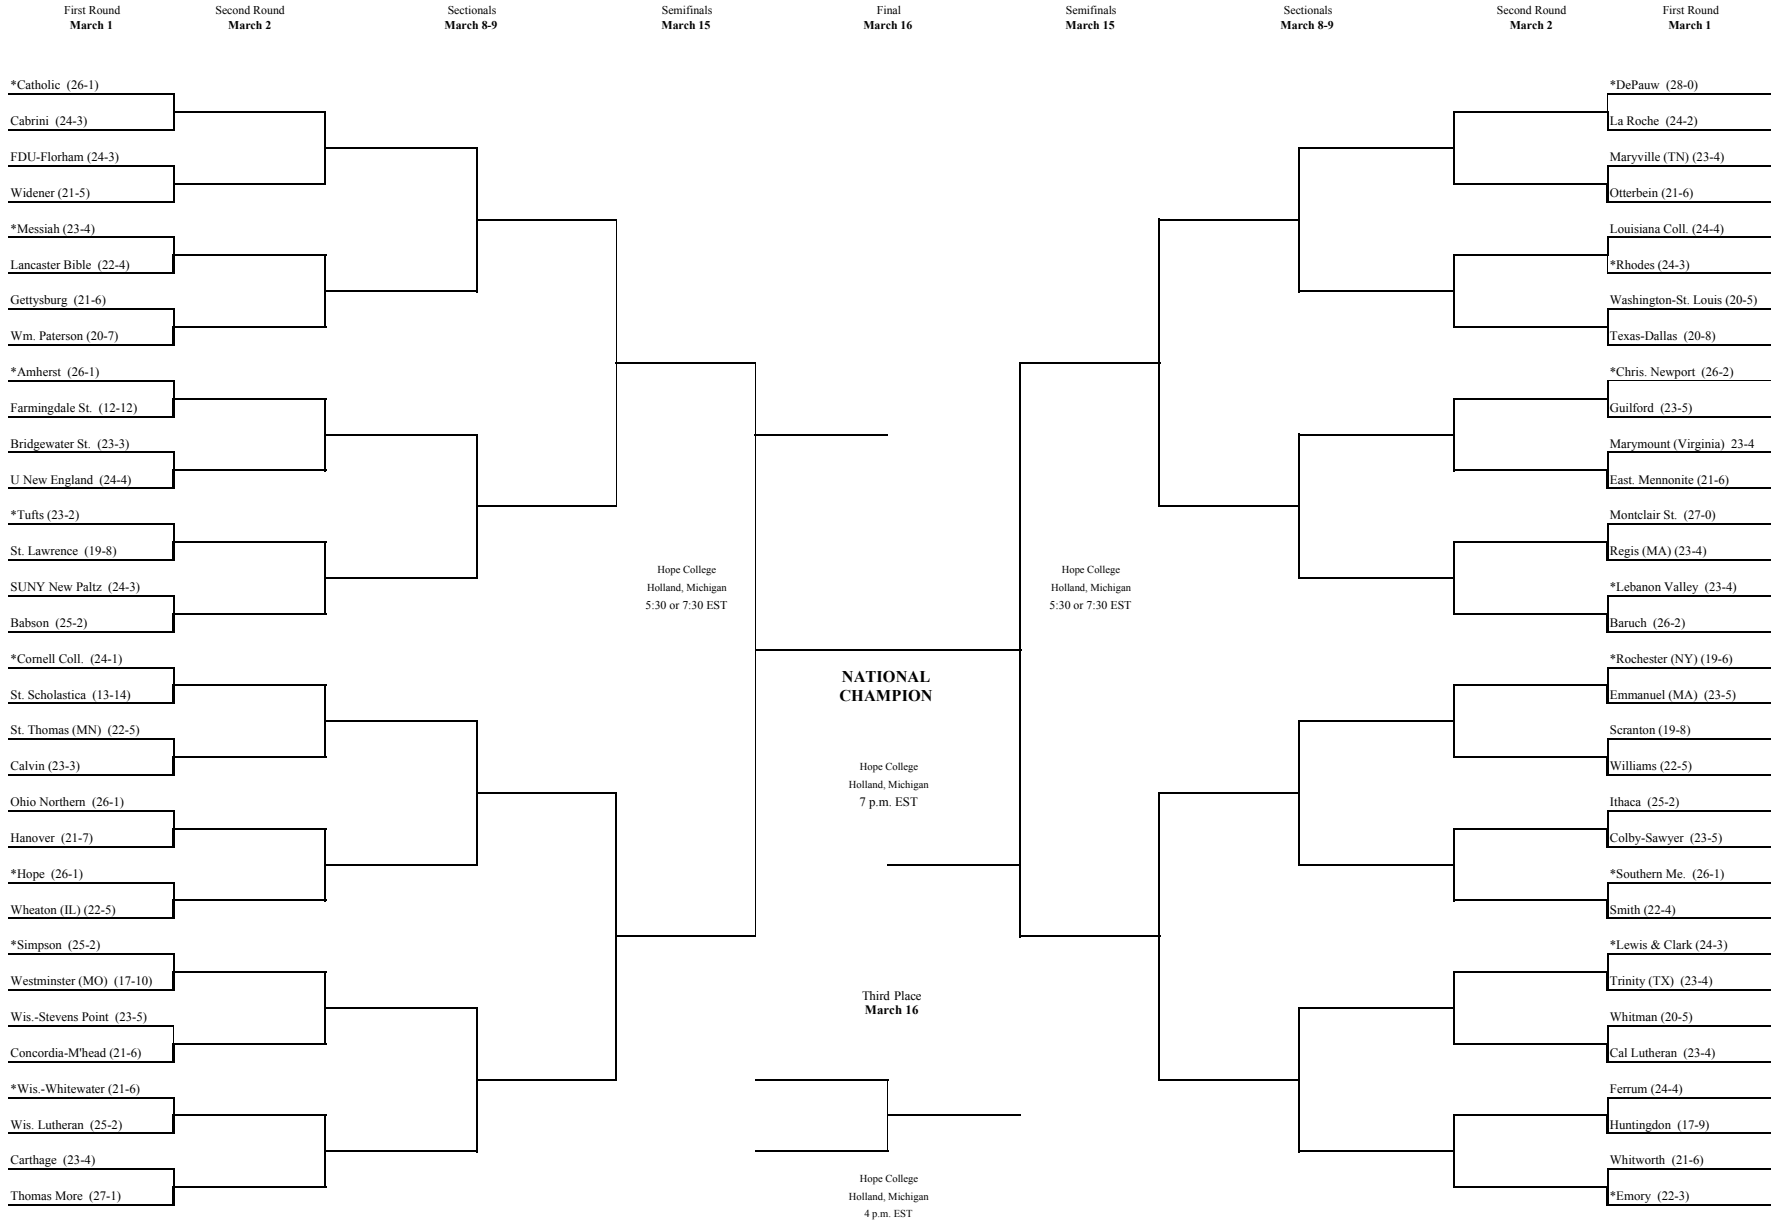 First Round
March 1
Second Round
March 2
Sectionals
March 8-9
Semifinals
March 15
Final
March 16
Semifinals
March 15
Sectionals
March 8-9
Second Round
March 2
First Round
March 1
*Catholic (26-1)
Cabrini (24-3)
FDU-Florham (24-3)
Widener (21-5)
*Messiah (23-4)
Lancaster Bible (22-4)
Gettysburg (21-6)
Wm. Paterson (20-7)
*Amherst (26-1)
Farmingdale St. (12-12)
Bridgewater St. (23-3)
U New England (24-4)
*Tufts (23-2)
St. Lawrence (19-8)
SUNY New Paltz (24-3)
Babson (25-2)
*Cornell Coll. (24-1)
St. Scholastica (13-14)
St. Thomas (MN) (22-5)
Calvin (23-3)
Ohio Northern (26-1)
Hanover (21-7)
*Hope (26-1)
Wheaton (IL) (22-5)
*Simpson (25-2)
Westminster (MO) (17-10)
Wis.-Stevens Point (23-5)
Concordia-M'head (21-6)
*Wis.-Whitewater (21-6)
Wis. Lutheran (25-2)
Carthage (23-4)
Thomas More (27-1)
Hope College
Holland, Michigan
5:30 or 7:30 EST
NATIONAL
CHAMPION
Hope College
Holland, Michigan
7 p.m. EST
Third Place
March 16
Hope College
Holland, Michigan
4 p.m. EST
Hope College
Holland, Michigan
5:30 or 7:30 EST
*DePauw (28-0)
La Roche (24-2)
Maryville (TN) (23-4)
Otterbein (21-6)
Louisiana Coll. (24-4)
*Rhodes (24-3)
Washington-St. Louis (20-5)
Texas-Dallas (20-8)
*Chris. Newport (26-2)
Guilford (23-5)
Marymount (Virginia) 23-4
East. Mennonite (21-6)
Montclair St. (27-0)
Regis (MA) (23-4)
*Lebanon Valley (23-4)
Baruch (26-2)
*Rochester (NY) (19-6)
Emmanuel (MA) (23-5)
Scranton (19-8)
Williams (22-5)
Ithaca (25-2)
Colby-Sawyer (23-5)
*Southern Me. (26-1)
Smith (22-4)
*Lewis & Clark (24-3)
Trinity (TX) (23-4)
Whitman (20-5)
Cal Lutheran (23-4)
Ferrum (24-4)
Huntingdon (17-9)
Whitworth (21-6)
*Emory (22-3)